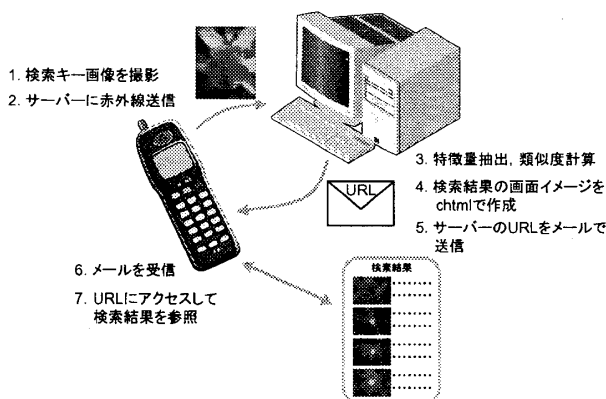 1. 検索キー画像を撮影
2. サーバーに赤外線送信
3. 特徴量抽出, 類似度計算
URL
4. 検索結果の画面イメージを
chtmlで作成
5. サーバーのURLをメールで
送信
6. メールを受信
7. URLにアクセスして
検索結果を参照
検索結果